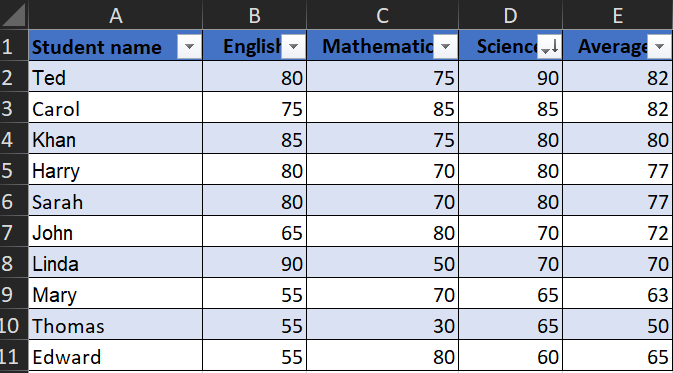 A B C D E
1 Student name English Mathematic Science Average
2 Ted 80 75 90 82
3 Carol 75 85 85 82
4 Khan 85 75 80 80
5 Harry 80 70 80 77
6 Sarah 80 70 80 77
7 John 65 80 70 72
8 Linda 90 50 70 70
9 Mary 55 70 65 63
10 Thomas 55 30 65 50
11 Edward 55 80 60 65